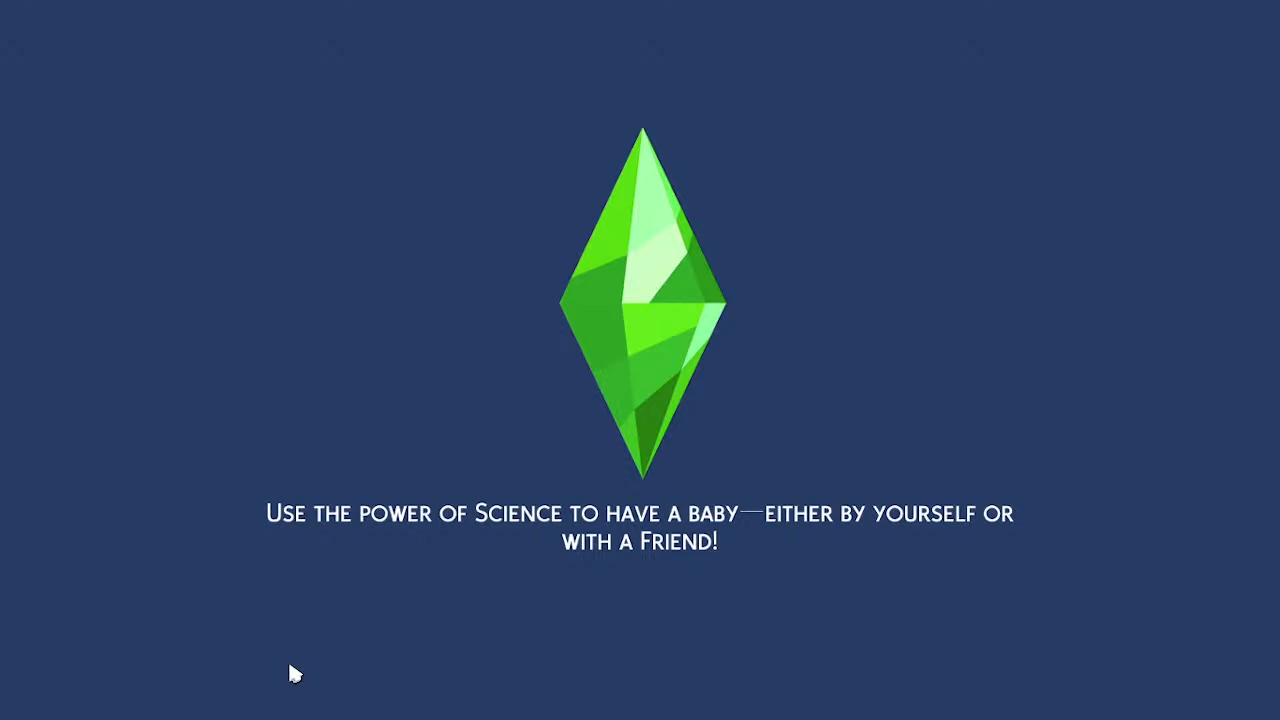 Use the power of Science to have a baby—either by yourself or
with a Friend!